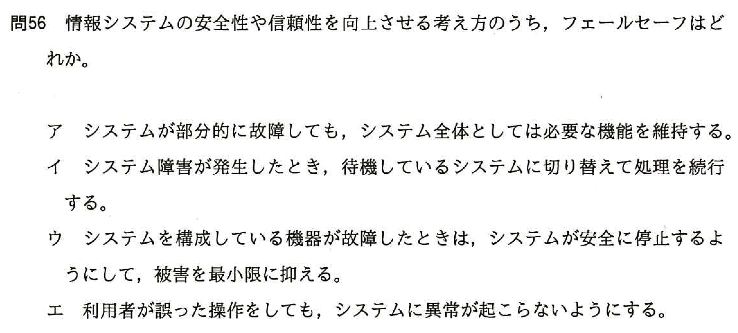 問56 情報システムの安全性や信頼性を向上させる考え方のうち，フェールセーフはど
れか。
ア システムが部分的に故障しても，システム全体としては必要な機能を維持する。
イ システム障害が発生したとき，待機しているシステムに切り替えて処理を続行
する。
ウ システムを構成している機器が故障したときは，システムが安全に停止するよ
うにして，被害を最小限に抑える。
エ 利用者が誤った操作をしても，システムに異常が起こらないようにする。